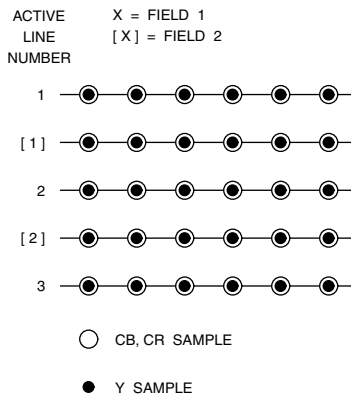 ACTIVE LINE NUMBER
X = FIELD 1
[ X ] = FIELD 2
1
[ 1 ]
2
[ 2 ]
3
CB, CR SAMPLE
Y SAMPLE